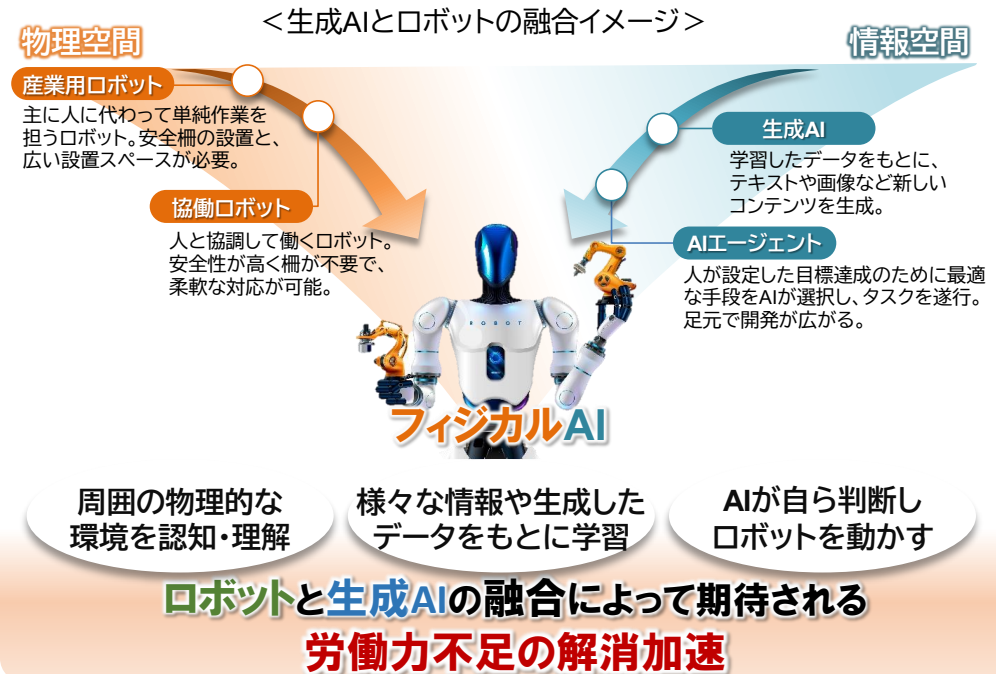 ＜生成AIとロボットの融合イメージ＞
物理空間
情報空間
産業用ロボット
主に人に代わって単純作業を
担うロボット。安全柵の設置と、
広い設置スペースが必要。
協働ロボット
人と協調して働くロボット。
安全性が高く柵が不要で、
柔軟な対応が可能。
生成AI
学習したデータをもとに、
テキストや画像など新しい
コンテンツを生成。
AIエージェント
人が設定した目標達成のために最適
な手段をAIが選択し、タスクを遂行。
足元で開発が広がる。
ROBOT
フィジカルAI
周囲の物理的な
環境を認知・理解
様々な情報や生成した
データをもとに学習
AIが自ら判断し
ロボットを動かす
ロボットと生成AIの融合によって期待される
労働力不足の解消加速